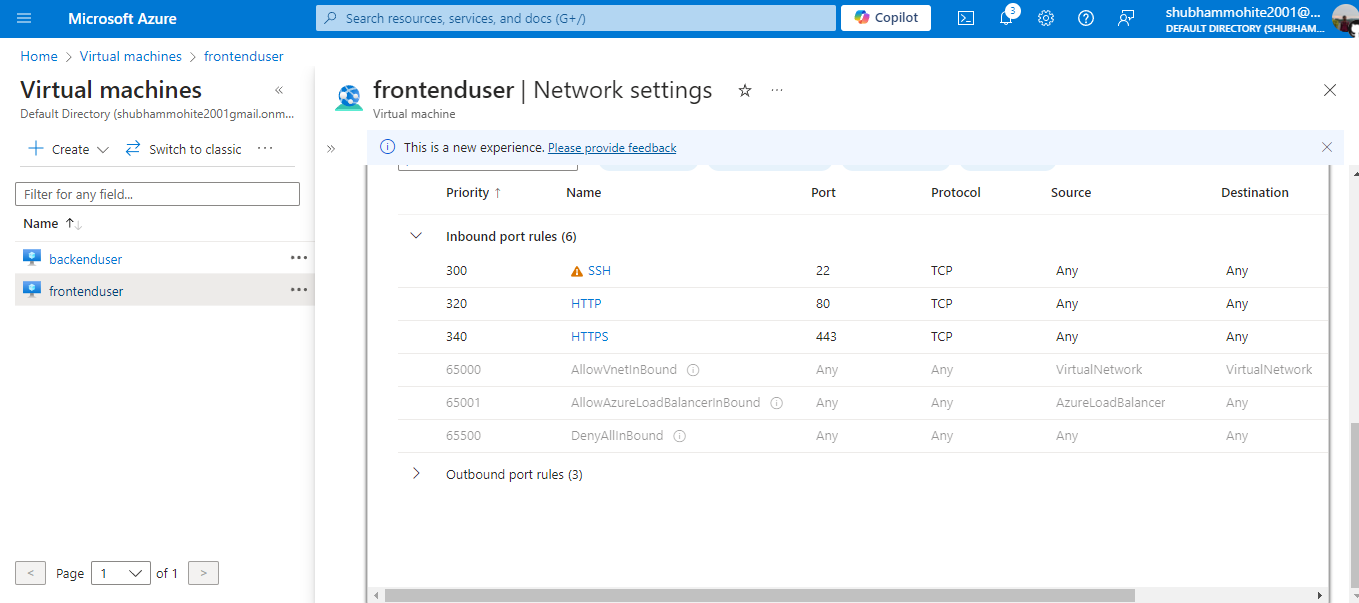 Microsoft Azure
Search resources, services, and docs (G+/)
Copilot
3
shubhammohite2001@...
DEFAULT DIRECTORY (SHUBHAM...
Home > Virtual machines > frontenduser
Virtual machines
«
Default Directory (shubhammohite2001gmail.onm...
+ Create
Switch to classic
...
Filter for any field...
Name ↑↓
backenduser ...
frontenduser ...
< Page 1 of 1 >
frontenduser | Network settings
...
Virtual machine
»
This is a new experience. Please provide feedback
Priority ↑ Name Port Protocol Source Destination
Inbound port rules (6)
300 SSH 22 TCP Any Any
320 HTTP 80 TCP Any Any
340 HTTPS 443 TCP Any Any
65000 AllowVnetInBound Any Any VirtualNetwork VirtualNetwork
65001 AllowAzureLoadBalancerInBound Any Any AzureLoadBalancer Any
65500 DenyAllInBound Any Any Any Any
Outbound port rules (3)